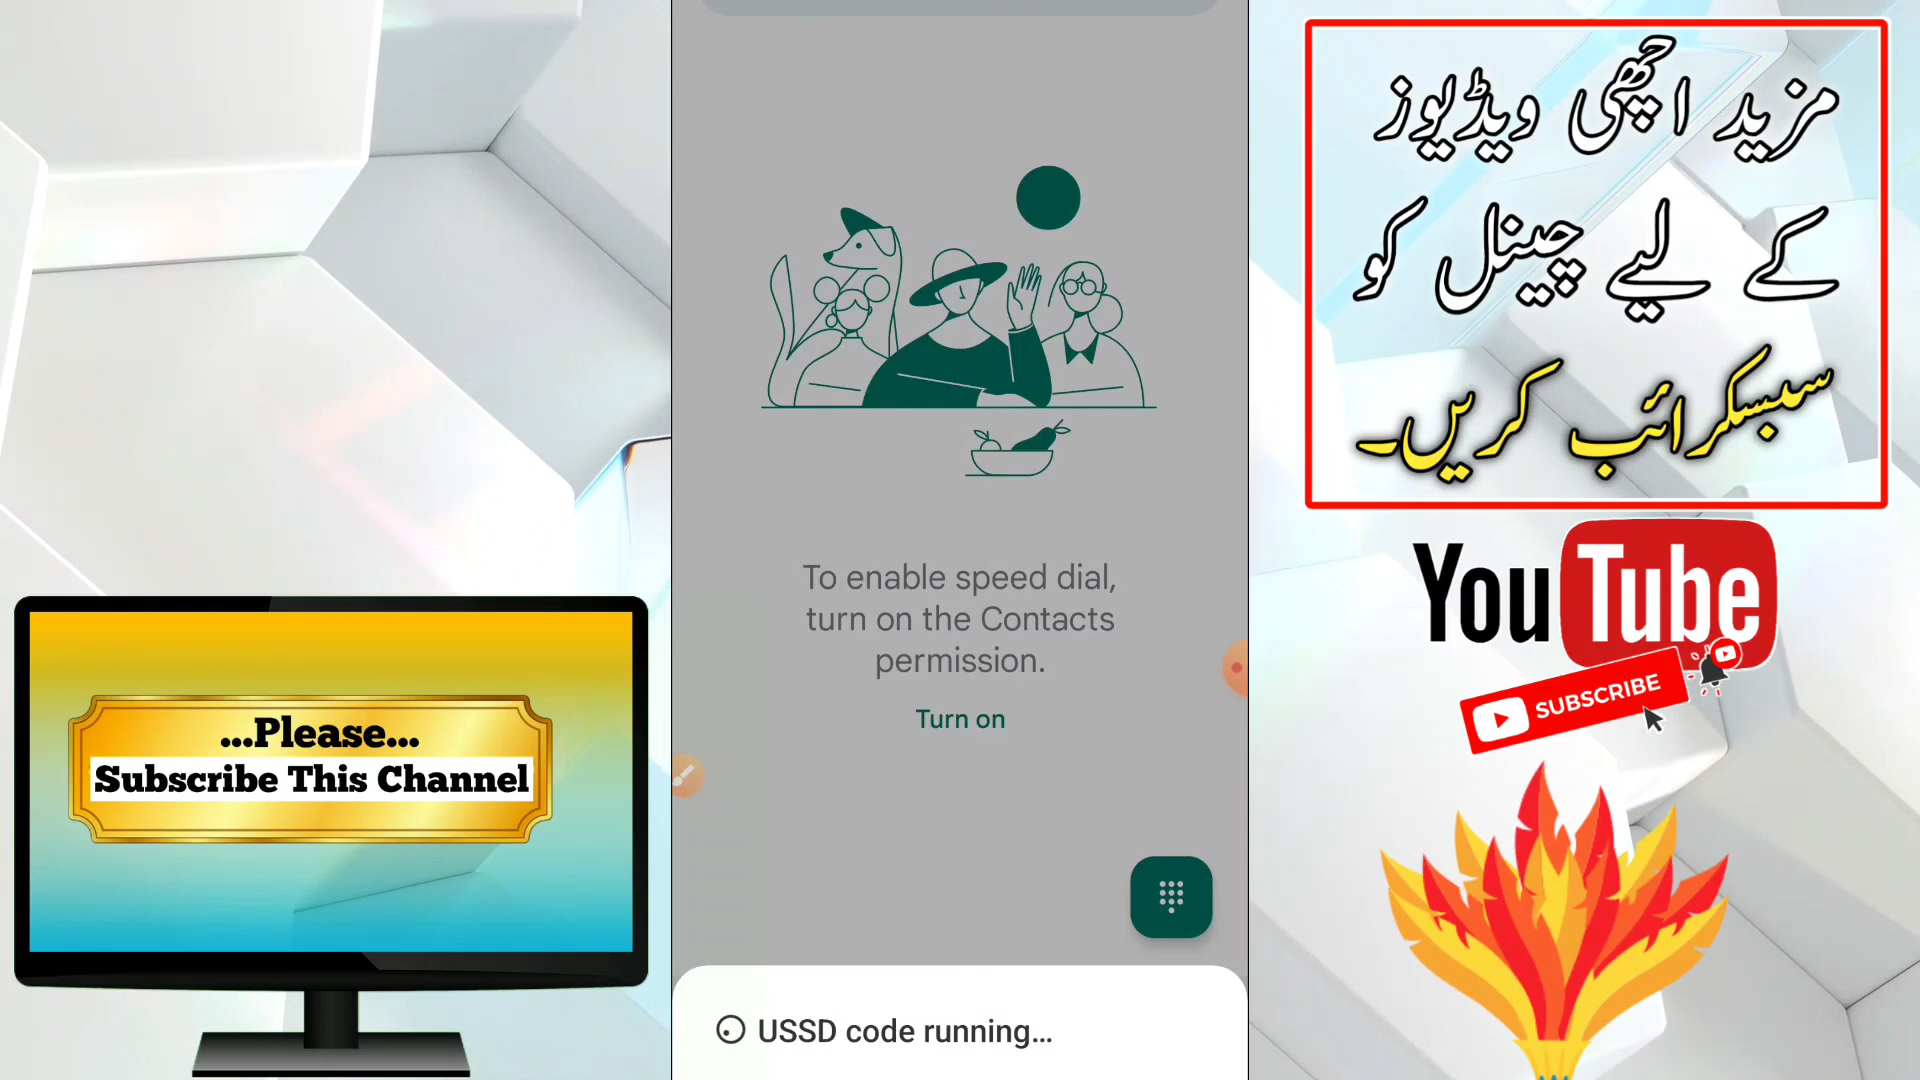 ...Please...
Subscribe This Channel
To enable speed dial,
turn on the Contacts
permission.
Turn on
USSD code running...
مزید اچھی ویڈیوز
کے لیے چینل کو
سبسکرائب کریں۔
YouTube
SUBSCRIBE